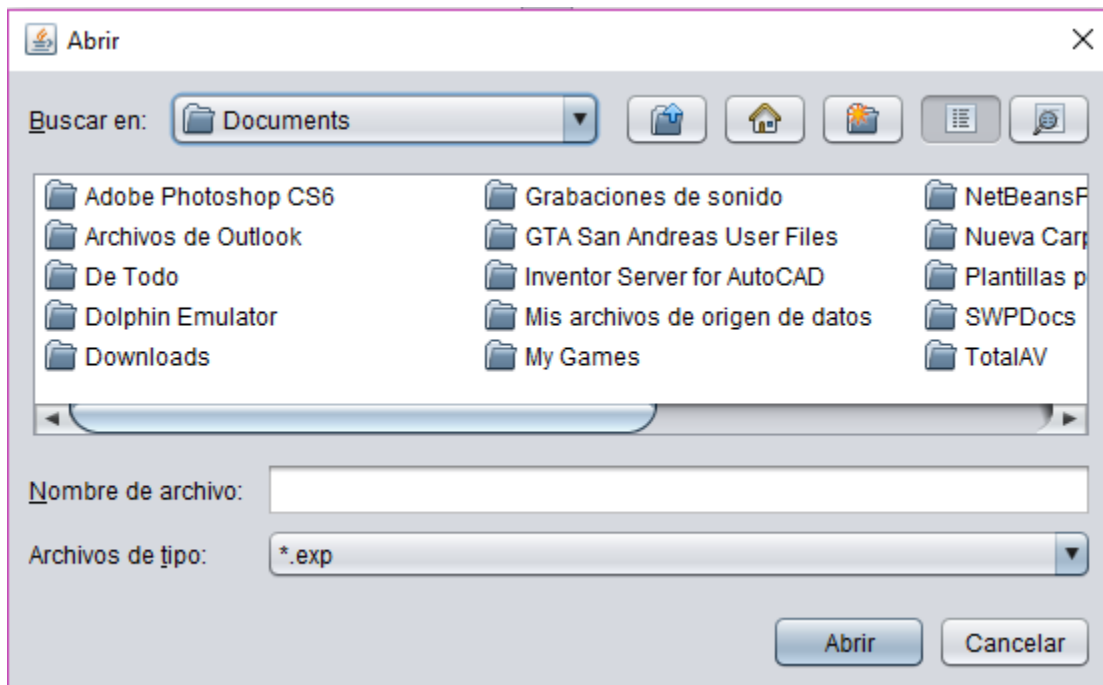 Abrir
Buscar en: Documents
Adobe Photoshop CS6
Archivos de Outlook
De Todo
Dolphin Emulator
Downloads
Grabaciones de sonido
GTA San Andreas User Files
Inventor Server for AutoCAD
Mis archivos de origen de datos
My Games
NetBeansP
Nueva Carp
Plantillas p
SWPDocs
TotalAV
Nombre de archivo:
Archivos de tipo: *.exp
Abrir Cancelar